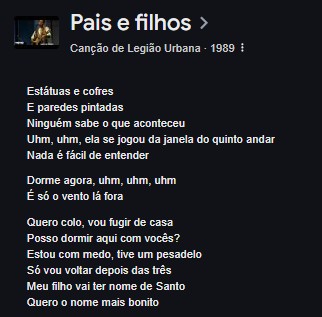 Pais e filhos
Canção de Legião Urbana · 1989
Estátuas e cofres
E paredes pintadas
Ninguém sabe o que aconteceu
Uhm, uhm, ela se jogou da janela do quinto andar
Nada é fácil de entender
Dorme agora, uhm, uhm, uhm
É só o vento lá fora
Quero colo, vou fugir de casa
Posso dormir aqui com vocês?
Estou com medo, tive um pesadelo
Só vou voltar depois das três
Meu filho vai ter nome de Santo
Quero o nome mais bonito